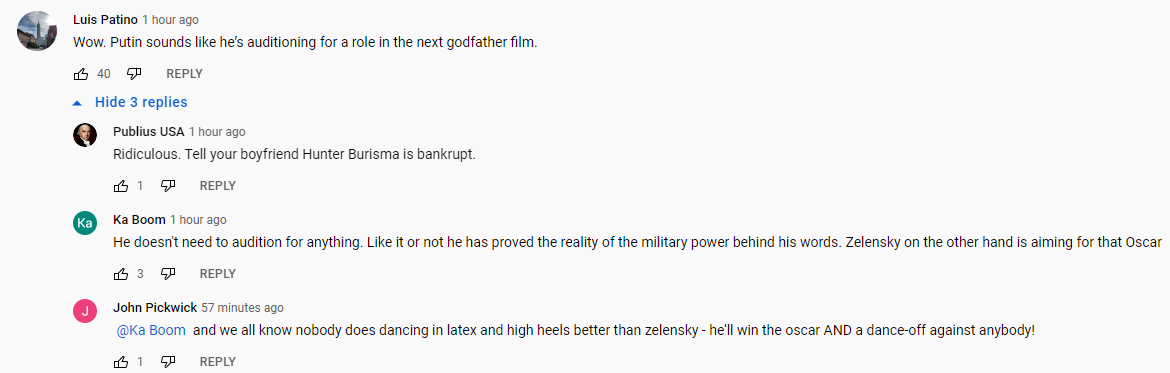 Luis Patino 1 hour ago
Wow. Putin sounds like he's auditioning for a role in the next godfather film.
40 REPLY
Hide 3 replies
Publius USA 1 hour ago
Ridiculous. Tell your boyfriend Hunter Burisma is bankrupt.
1 REPLY
Ka
Ka Boom 1 hour ago
He doesn't need to audition for anything. Like it or not he has proved the reality of the military power behind his words. Zelensky on the other hand is aiming for that Oscar
3 REPLY
J
John Pickwick 57 minutes ago
@Ka Boom and we all know nobody does dancing in latex and high heels better than zelensky - he'll win the oscar AND a dance-off against anybody!
1 REPLY